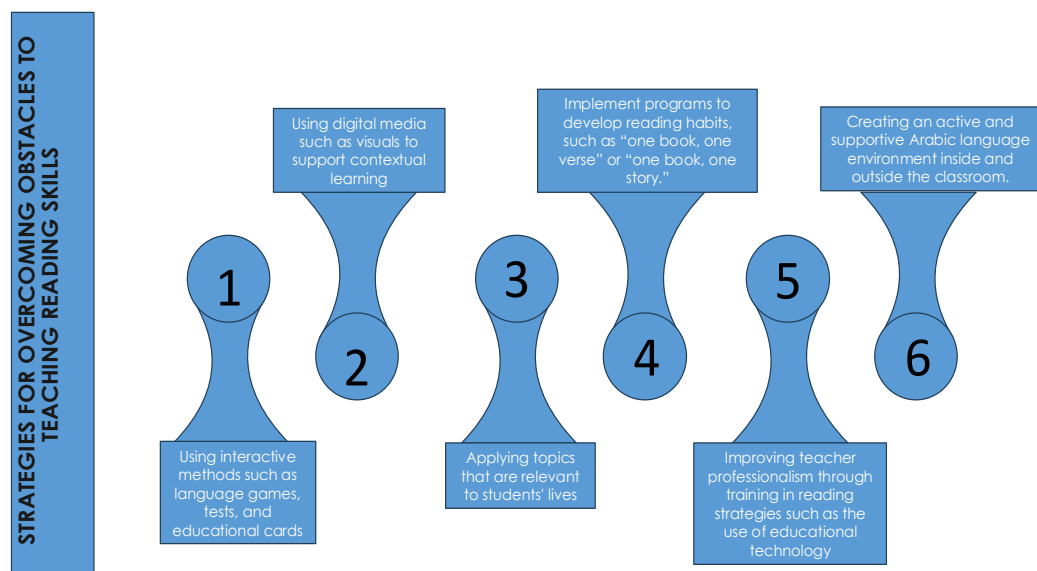 STRATEGIES FOR OVERCOMING OBSTACLES TO
TEACHING READING SKILLS
1
Using interactive
methods such as
language games,
tests, and
educational cards
2
Using digital media
such as visuals to
support contextual
learning
3
Applying topics
that are relevant
to students' lives
4
Implement programs to
develop reading habits,
such as “one book, one
verse” or “one book, one
story.”
5
Improving teacher
professionalism through
training in reading
strategies such as the
use of educational
technology
6
Creating an active and
supportive Arabic language
environment inside and
outside the classroom.